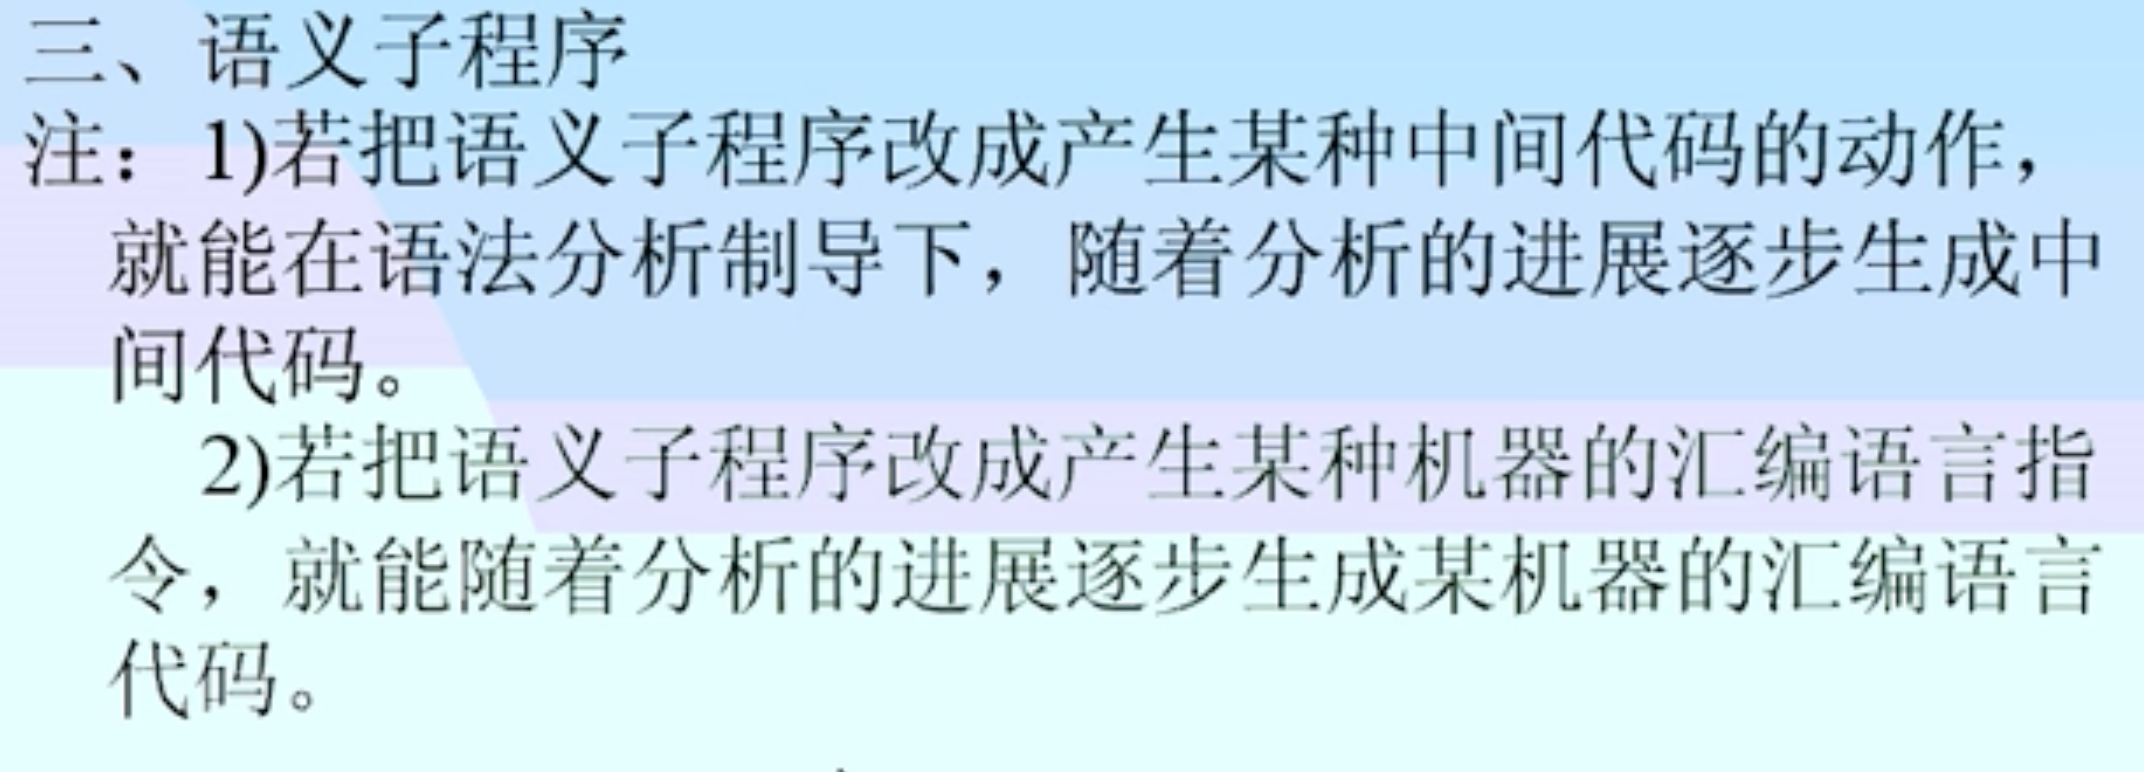 三、语义子程序
注：1)若把语义子程序改成产生某种中间代码的动作，
就能在语法分析制导下，随着分析的进展逐步生成中
间代码。
2)若把语义子程序改成产生某种机器的汇编语言指
令，就能随着分析的进展逐步生成某机器的汇编语言
代码。